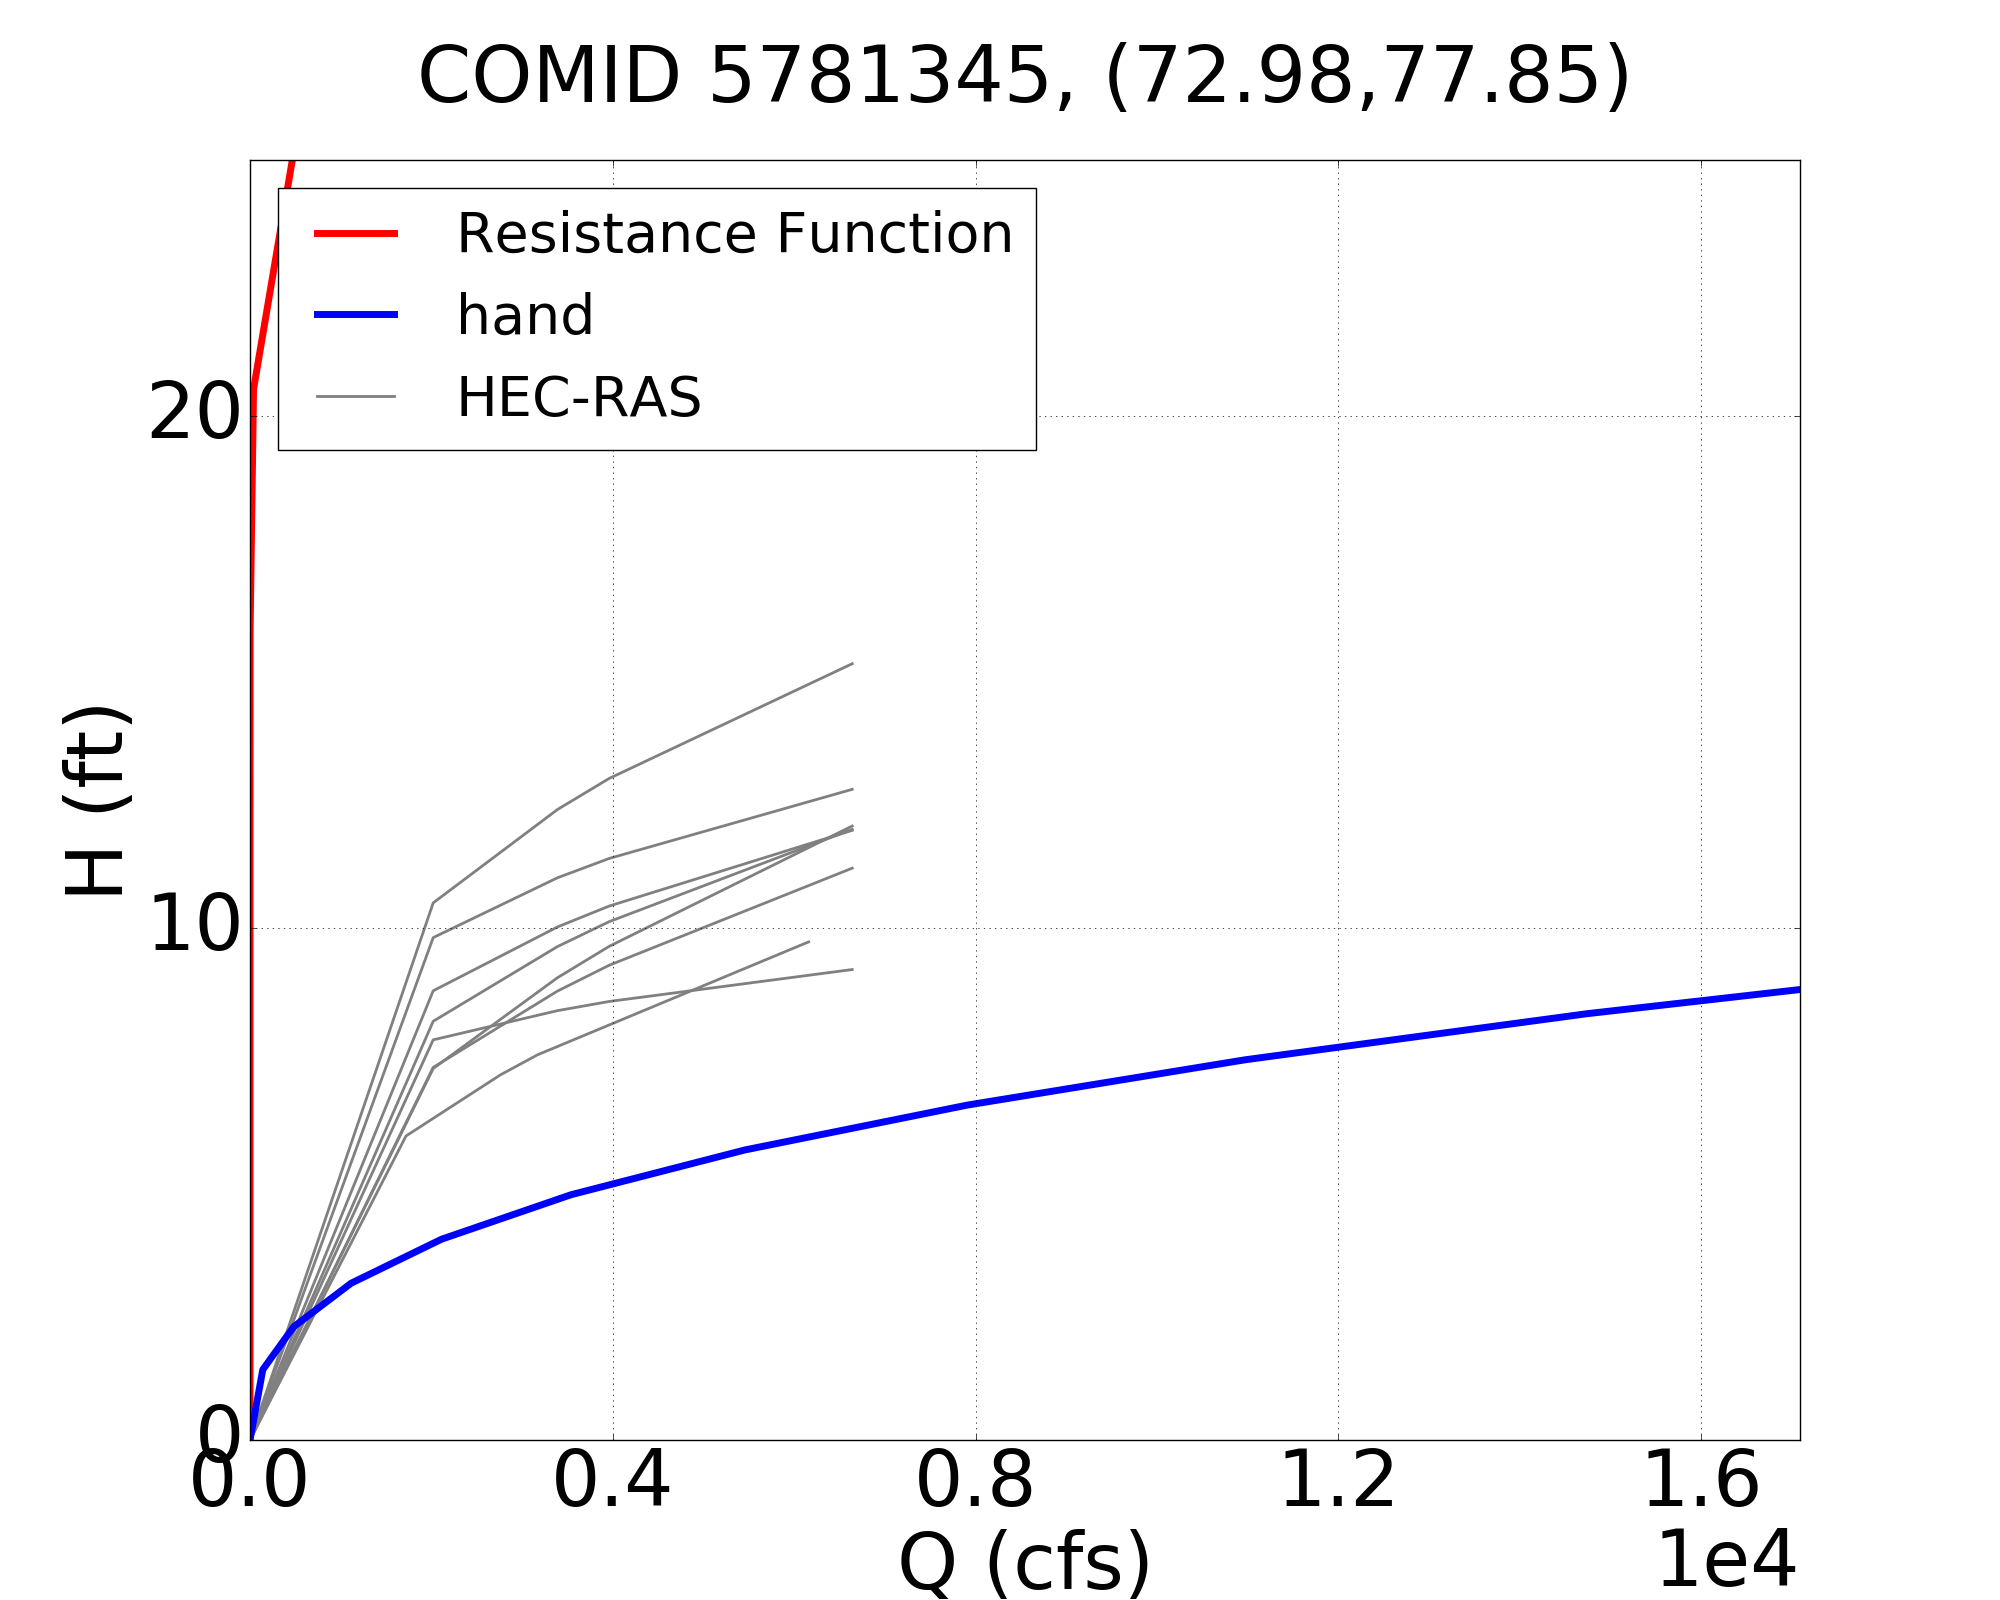 COMID 5781345, (72.98,77.85)
Resistance Function
hand
HEC-RAS
20
10
0
H (ft)
0.0 0.4 0.8 1.2 1.6
1e4
Q (cfs)